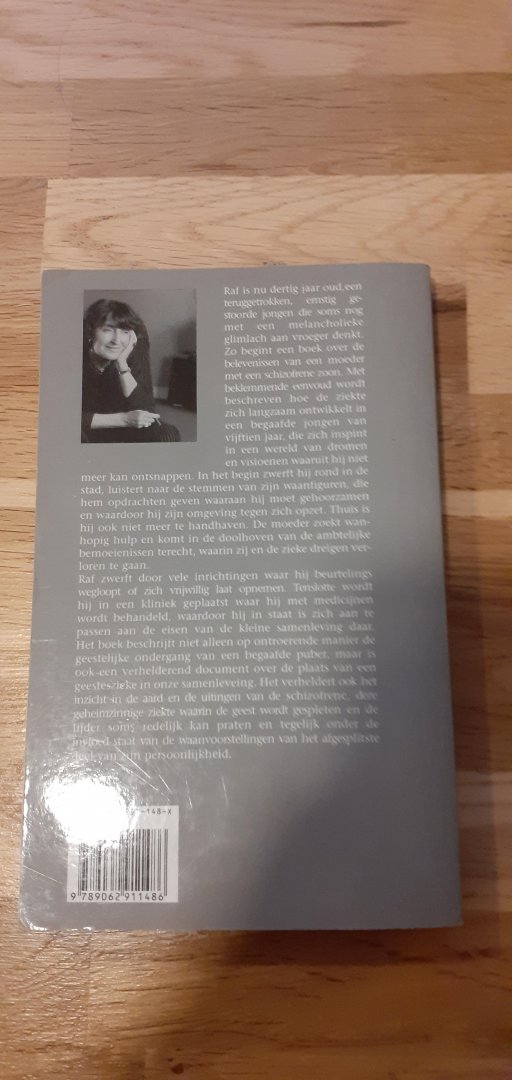 Raf is nu dertig jaar oud, een
teruggetrokken, ernstig ge-
stoorde jongen die soms nog
met een melancholieke
glimlach aan vroeger denkt.
Zo begint een boek over de
belevenissen van een moeder
met een schizofrene zoon. Met
beklemmende eenvoud wordt
beschreven hoe de ziekte
zich langzaam ontwikkelt in
een begaafde jongen van
vijftien jaar, die zich inspint
in een wereld van dromen
en visioenen waaruit hij niet
meer kan ontsnappen. In het begin zwerft hij rond in de
stad, luistert naar de stemmen van zijn waanfiguren, die
hem opdrachten geven waaraan hij moet gehoorzamen
en waardoor hij zijn omgeving tegen zich opzet. Thuis is
hij ook niet meer te handhaven. De moeder zoekt wan-
hopig hulp en komt in de doolhoven van de ambtelijke
bemoeienissen terecht, waarin zij en de zieke dreigen ver-
loren te gaan.
Raf zwerft door vele inrichtingen waar hij beurtelings
wegloopt of zich vrijwillig laat opnemen. Tenslotte wordt
hij in een kliniek geplaatst waar hij met medicijnen
wordt behandeld, waardoor hij in staat is zich aan te
passen aan de eisen van de kleine samenleving daar.
Het boek beschrijft niet alleen op ontroerende manier de
geestelijke ondergang van een begaafde puber, maar is
ook een verhelderend document over de plaats van een
geesteszieke in onze samenleveing. Het verheldert ook het
inzicht in de aard en de uitingen van de schizofrene, deze
geheimzinnige ziekte waarin de geest wordt gespleten en de
lijder soms redelijk kan praten en tegelijk onder de
invloed staat van de waanvoorstellingen van het afgesplitste
deel van zijn persoonlijkheid.
-148-X
9 789062 911486